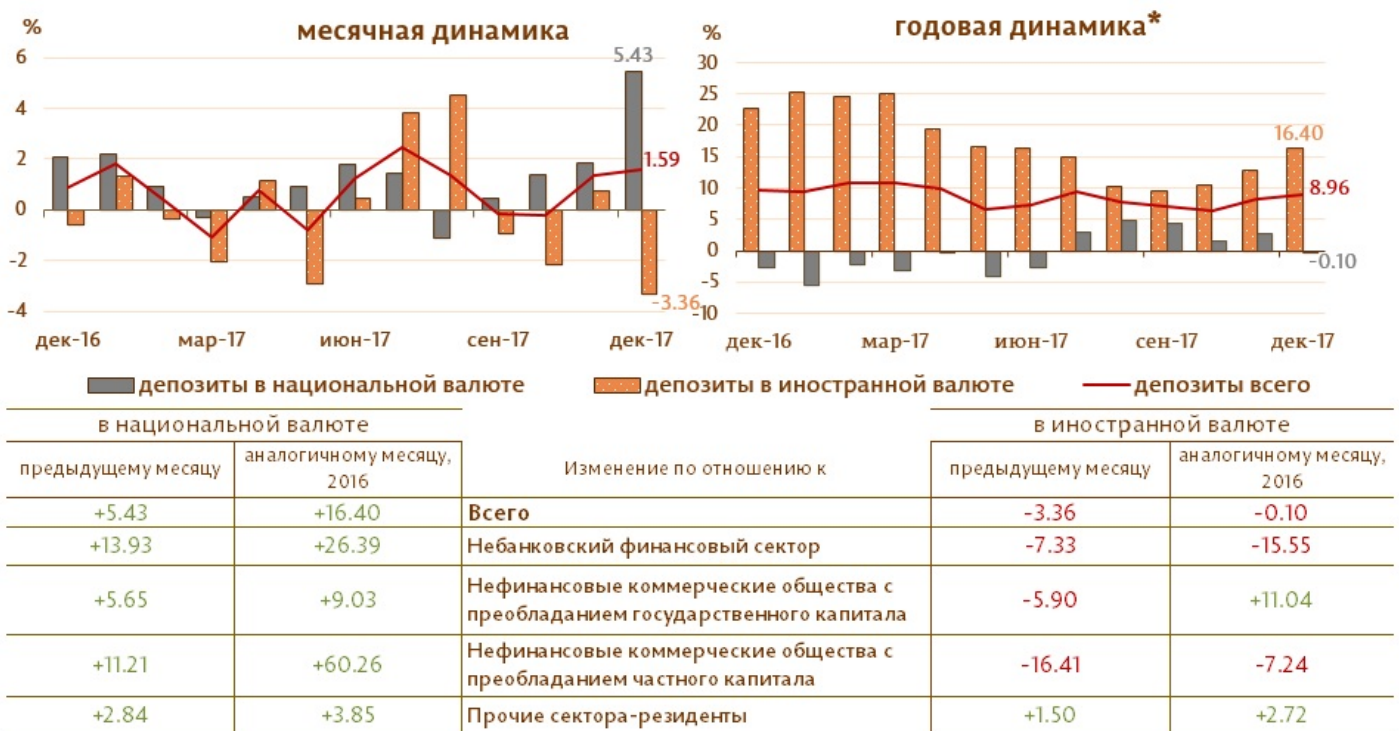 месячная динамика
%
6
4
2
0
-2
-4
5.43
1.59
-3.36
дек-16 мар-17 июн-17 сен-17 дек-17
годовая динамика*
%
30
25
20
15
10
5
0
-5
-10
16.40
8.96
-0.10
дек-16 мар-17 июн-17 сен-17 дек-17
депозиты в национальной валюте депозиты в иностранной валюте депозиты всего
в национальной валюте Изменение по отношению к в иностранной валюте
предыдущему месяцу аналогичному месяцу, 2016 предыдущему месяцу аналогичному месяцу, 2016
+5.43 +16.40 Всего -3.36 -0.10
+13.93 +26.39 Небанковский финансовый сектор -7.33 -15.55
+5.65 +9.03 Нефинансовые коммерческие общества с
преобладанием государственного капитала -5.90 +11.04
+11.21 +60.26 Нефинансовые коммерческие общества с
преобладанием частного капитала -16.41 -7.24
+2.84 +3.85 Прочие сектора-резиденты +1.50 +2.72